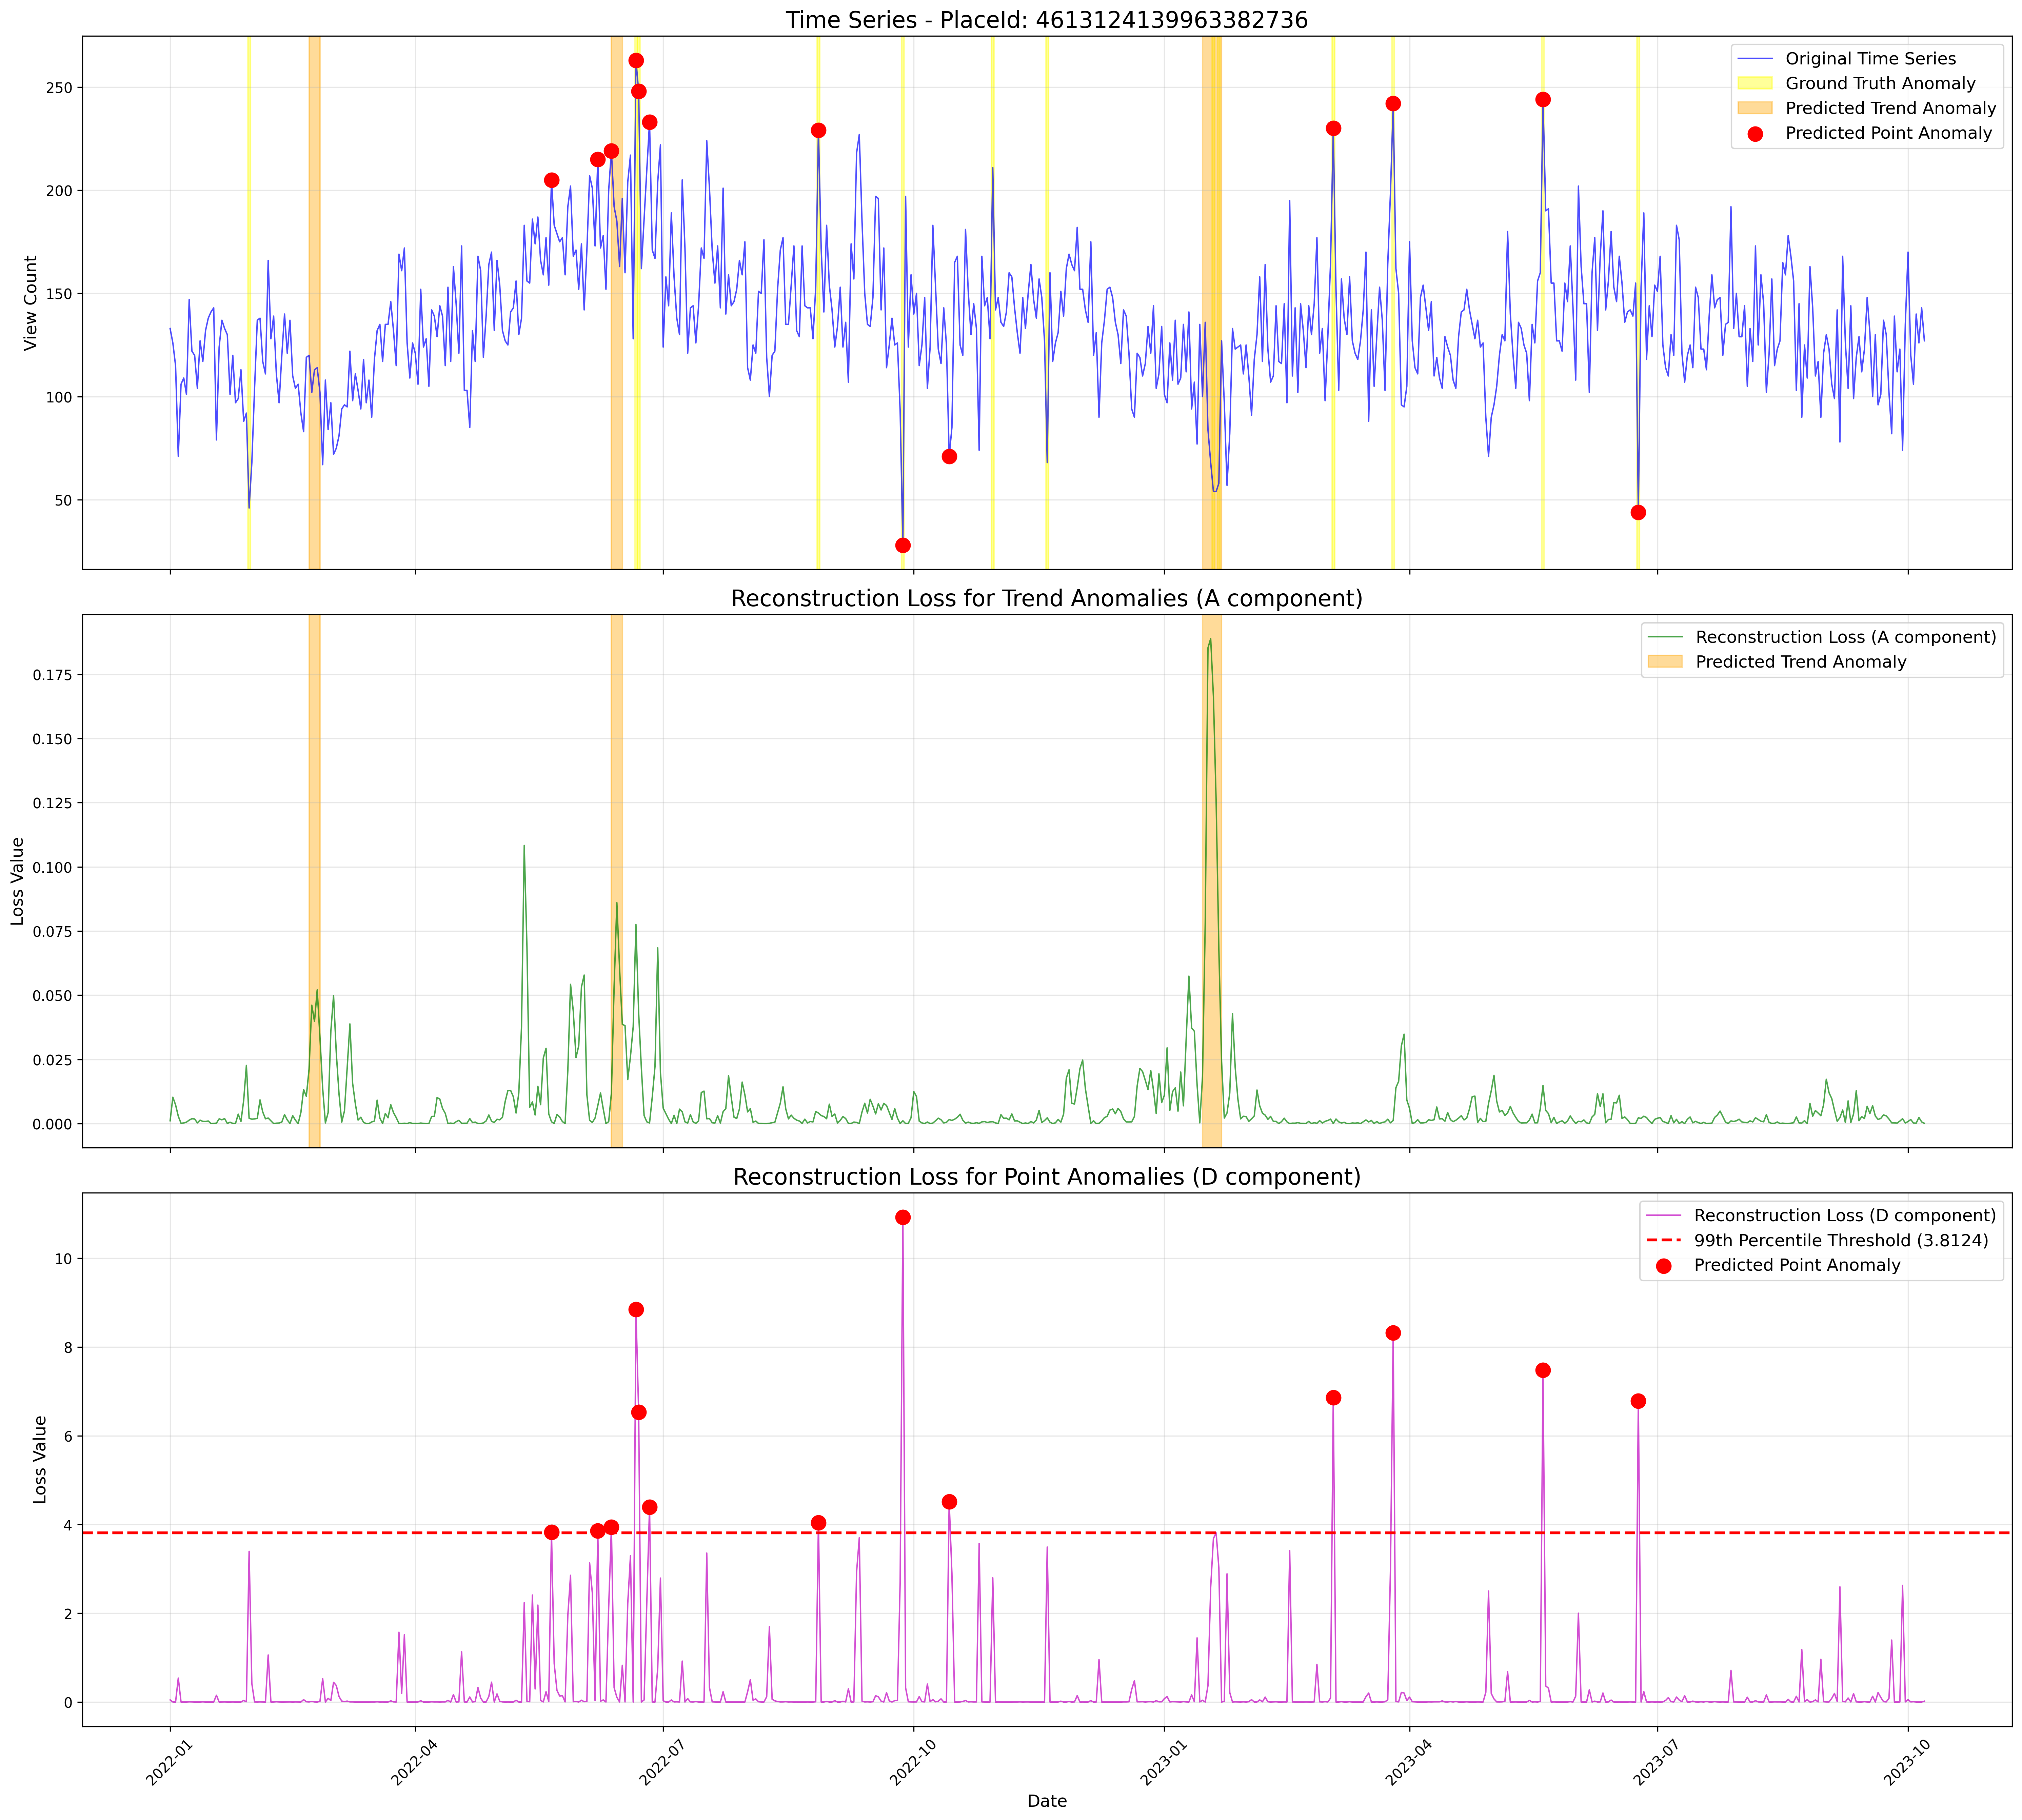 Time Series - PlaceId: 4613124139963382736
View Count
250
200
150
100
50
Original Time Series
Ground Truth Anomaly
Predicted Trend Anomaly
Predicted Point Anomaly
Reconstruction Loss for Trend Anomalies (A component)
Loss Value
0.175
0.150
0.125
0.100
0.075
0.050
0.025
0.000
Reconstruction Loss (A component)
Predicted Trend Anomaly
Reconstruction Loss for Point Anomalies (D component)
Loss Value
10
8
6
4
2
0
Reconstruction Loss (D component)
99th Percentile Threshold (3.8124)
Predicted Point Anomaly
2022-01
2022-04
2022-07
2022-10
2023-01
2023-04
2023-07
2023-10
Date